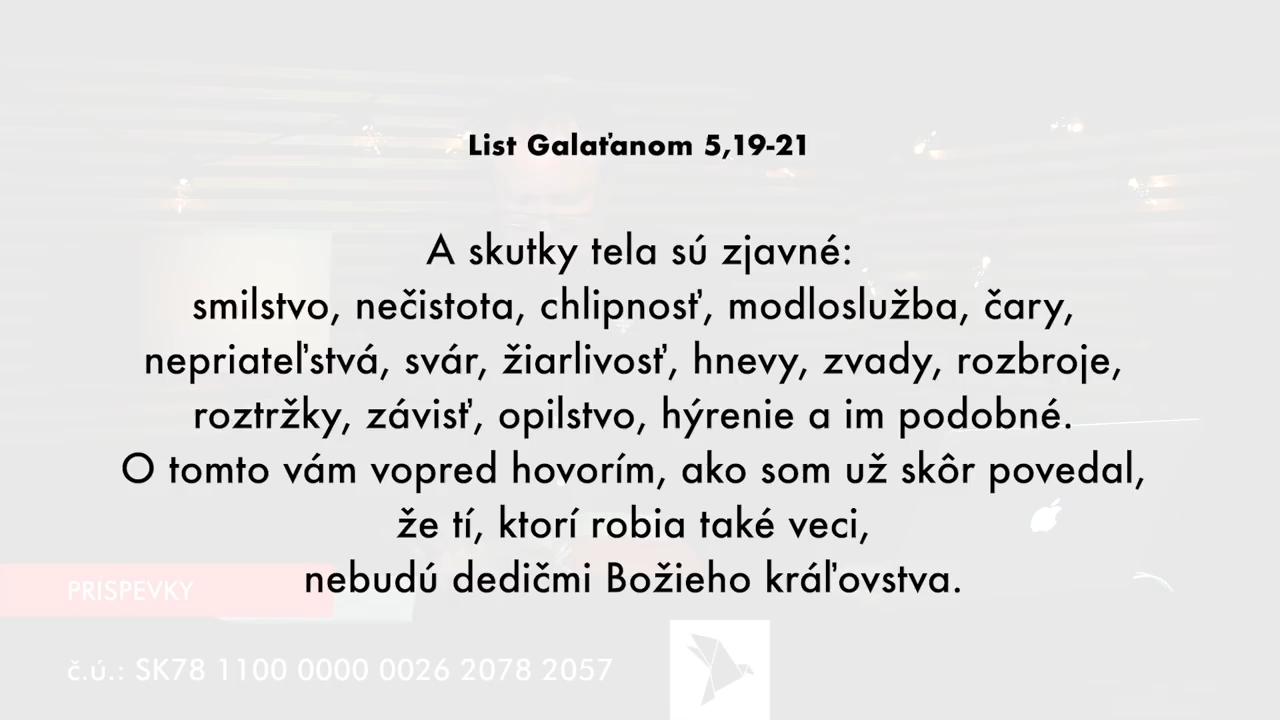 List Galaťanom 5,19-21
A skutky tela sú zjavné:
smilstvo, nečistota, chlipnosť, modloslužba, čary,
nepriateľstvá, svár, žiarlivosť, hnevy, zvady, rozbroje,
roztržky, závisť, opilstvo, hýrenie a im podobné.
O tomto vám vopred hovorím, ako som už skôr povedal,
že tí, ktorí robia také veci,
nebudú dedičmi Božieho kráľovstva.
PRISPEVKY
č.ú.: SK78 1100 0000 0026 2078 2057